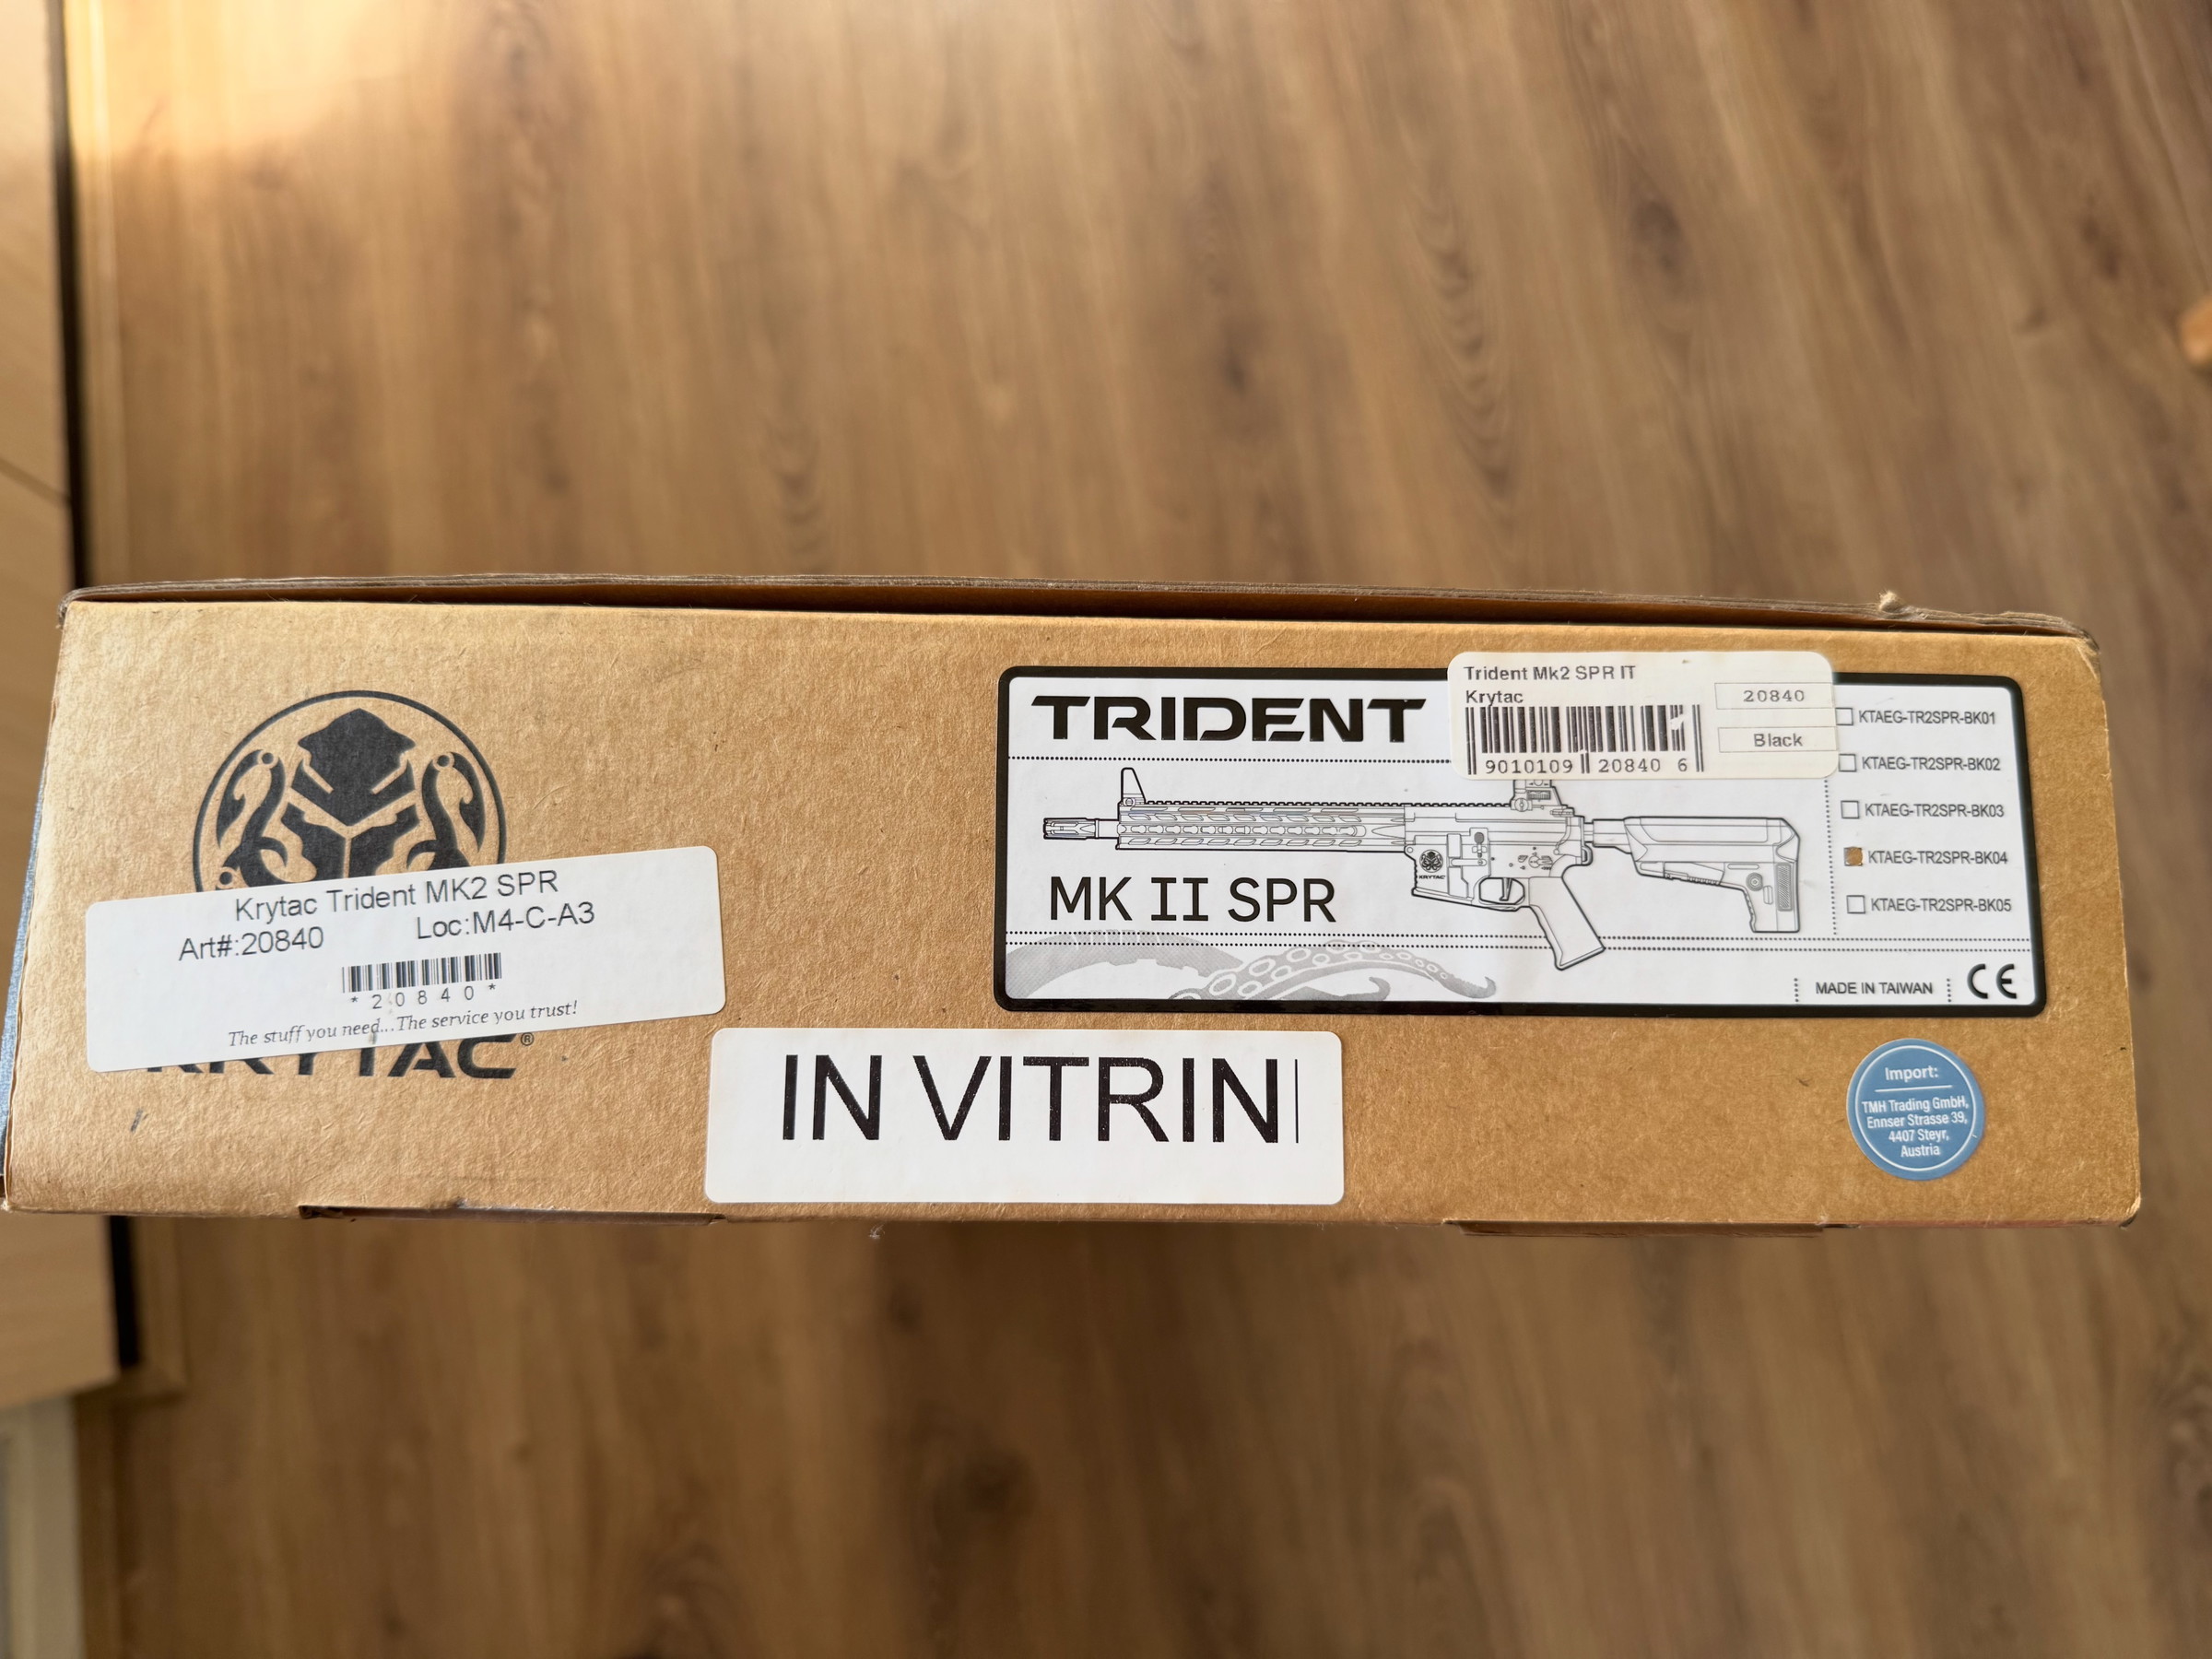 Krytac Trident MK2 SPR
Art#:20840 Loc:M4-C-A3
*20840*
The stuff you need...The service you trust!
KRYTAC®
IN VITRIN
TRIDENT
MK II SPR
KRYTAC
Trident Mk2 SPR IT
Krytac
20840
Black
9010109 20840 6
KTAEG-TR2SPR-BK01
KTAEG-TR2SPR-BK02
KTAEG-TR2SPR-BK03
KTAEG-TR2SPR-BK04
KTAEG-TR2SPR-BK05
MADE IN TAIWAN
CE
Import:
TMH Trading GmbH,
Ennser Strasse 39,
4407 Steyr,
Austria